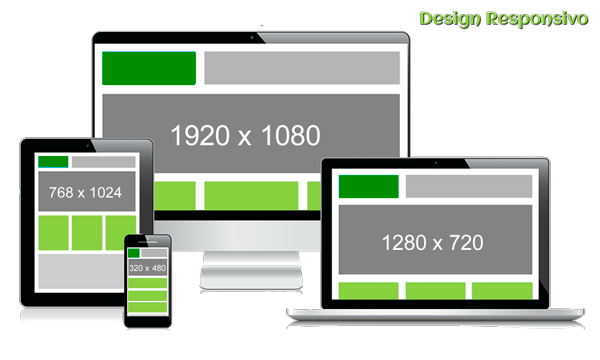 Design Responsivo
1920 x 1080
768 x 1024
1280 x 720
320 x 480